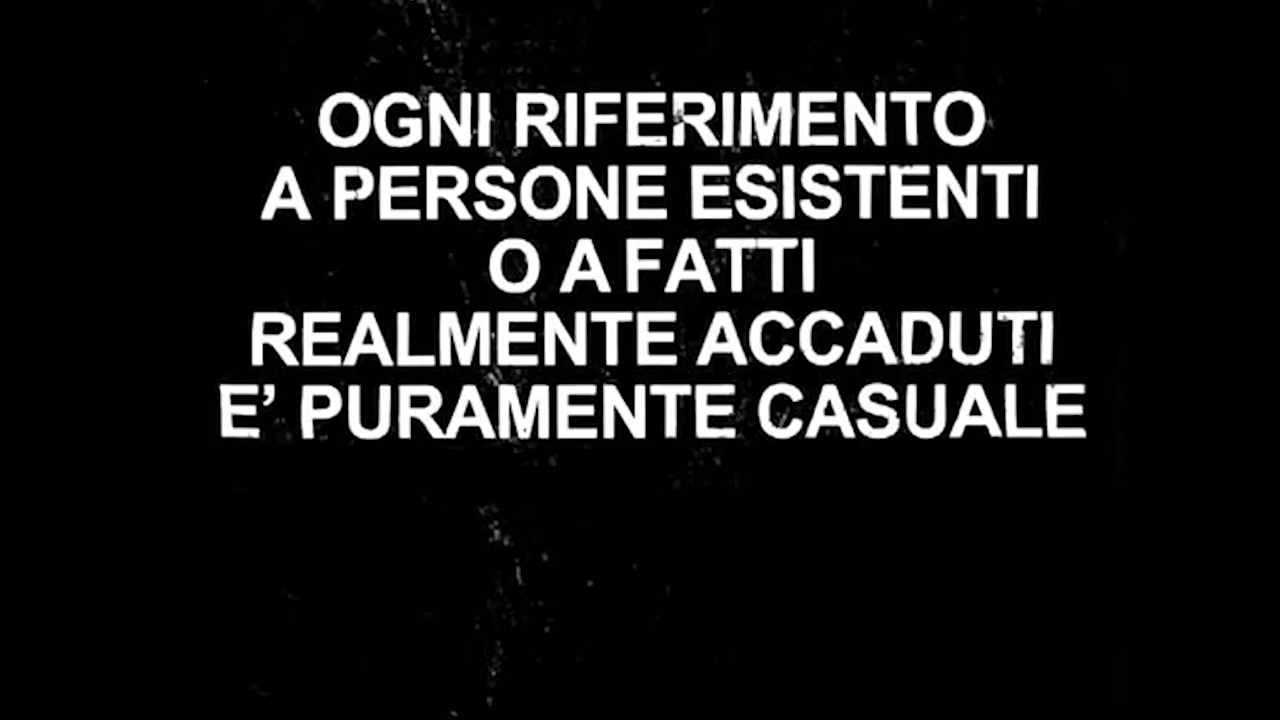 OGNI RIFERIMENTO
A PERSONE ESISTENTI
O A FATTI
REALMENTE ACCADUTI
E’ PURAMENTE CASUALE